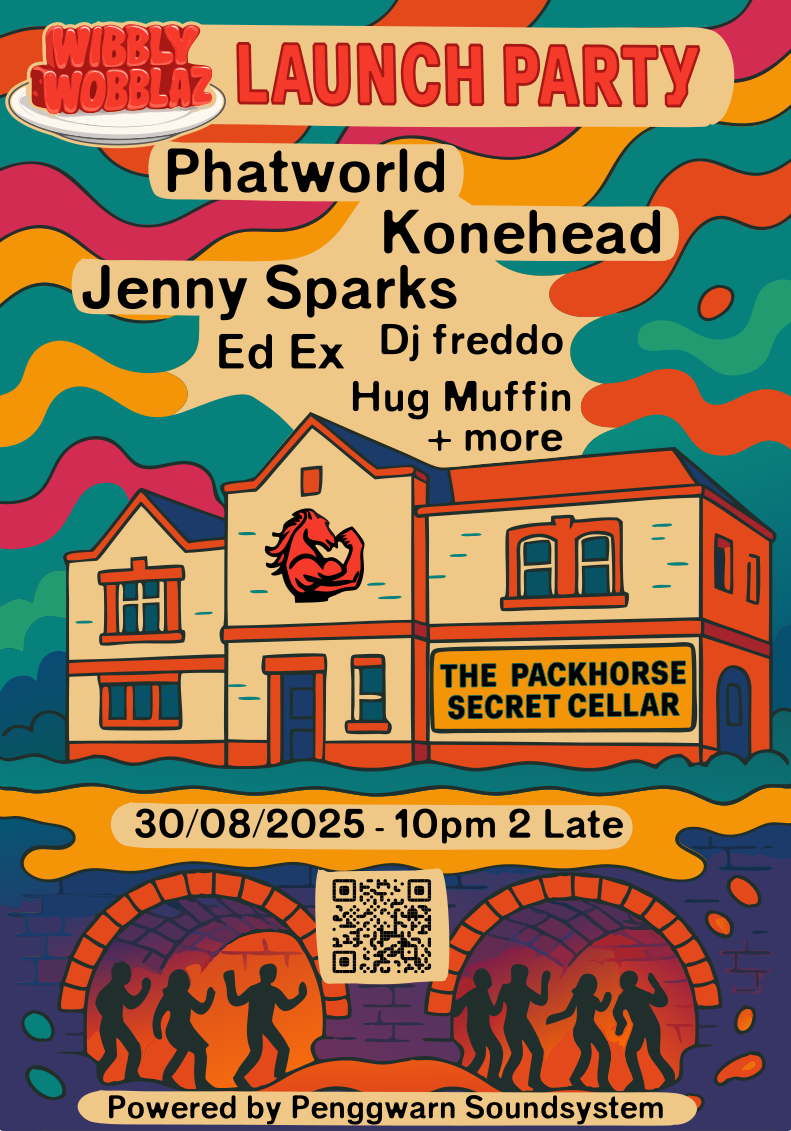 WIBBLY
WOBBLAZ
LAUNCH PARTY
Phatworld
Konehead
Jenny Sparks
Ed Ex
Dj freddo
Hug Muffin
+ more
THE PACKHORSE
SECRET CELLAR
30/08/2025 - 10pm 2 Late
Powered by Penggwarn Soundsystem